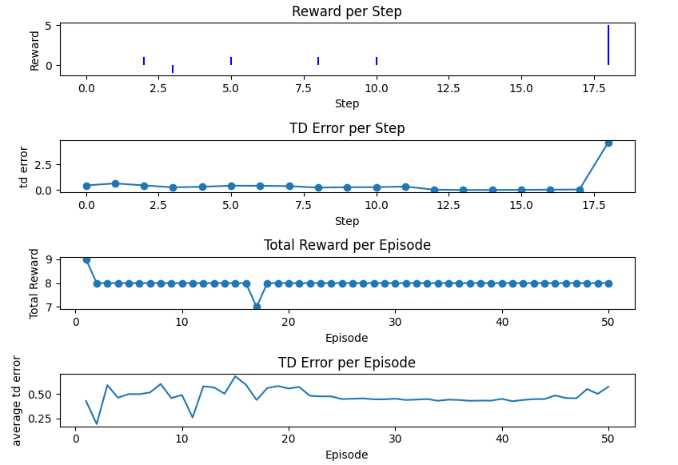 Reward per Step
Reward
5
0
0.0 2.5 5.0 7.5 10.0 12.5 15.0 17.5
Step
TD Error per Step
td error
2.5
0.0
0.0 2.5 5.0 7.5 10.0 12.5 15.0 17.5
Step
Total Reward per Episode
Total Reward
9
8
7
0 10 20 30 40 50
Episode
TD Error per Episode
average td error
0.50
0.25
0 10 20 30 40 50
Episode